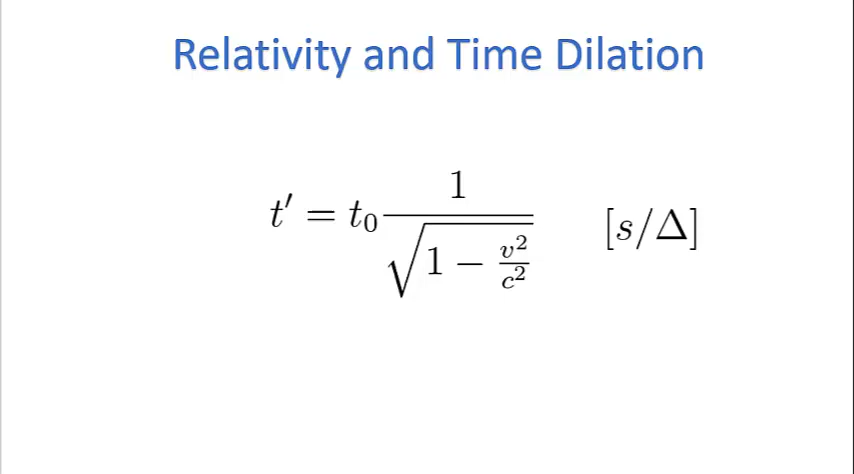 Relativity and Time Dilation
t′ = t₀ 1/√(1 − v²/c²) [s/Δ]